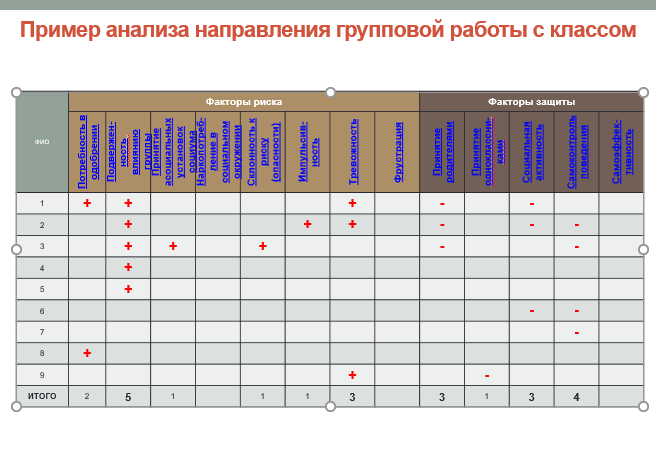 Пример анализа направления групповой работы с классом
Факторы риска
Факторы защиты
ФИО
Потребность в
одобрении
Подвержен-
ность
влиянию
группы
Принятие
асоциальных
установок
социума
Наркопотреб-
ление в
социальном
окружении
Склонность к
риску
(опасности)
Импульсив-
ность
Тревожность
Фрустрация
Принятие
родителями
Принятие
одноклассни-
ками
Социальная
активность
Самоконтроль
поведения
Самоэффек-
тивность
1 + + + - -
2 + + + - - -
3 + + + - -
4 +
5 +
6 - -
7 -
8 +
9 + -
ИТОГО 2 5 1 1 1 3 3 1 3 4